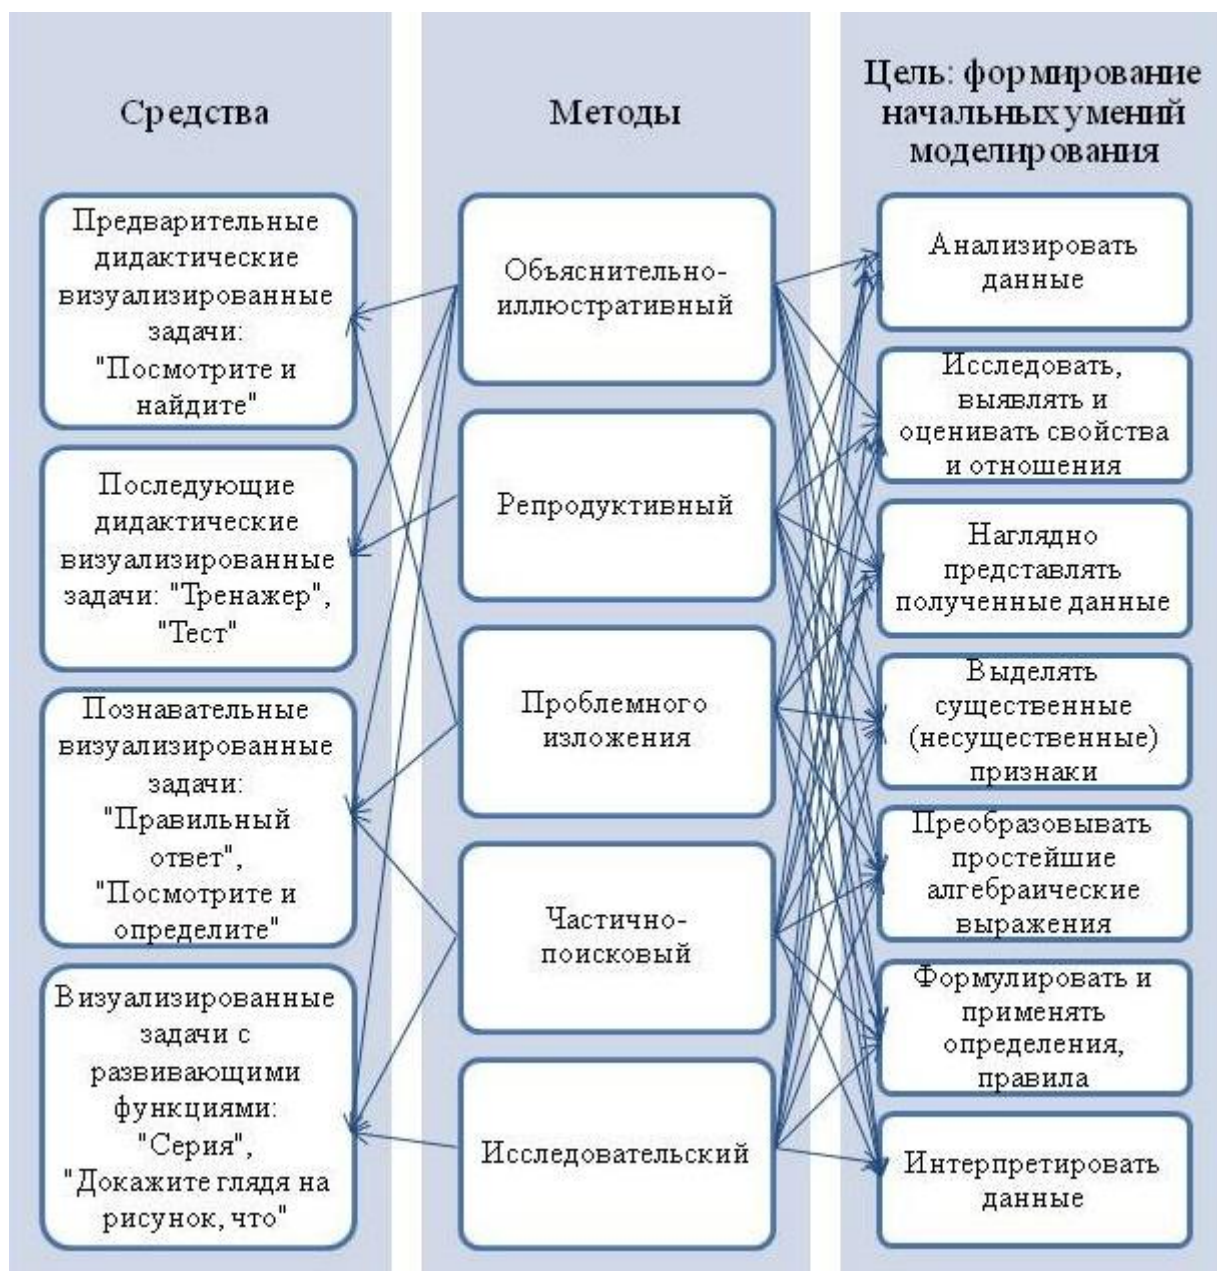 Средства
Предварительные
дидактические
визуализированные
задачи:
"Посмотрите и
найдите"
Последующие
дидактические
визуализированные
задачи: "Тренажер",
"Тест"
Познавательные
визуализированные
задачи:
"Правильный
ответ",
"Посмотрите и
определите"
Визуализированные
задачи с
развивающими
функциями:
"Серия",
"Докажите глядя на
рисунок, что"
Методы
Объяснительно-
иллюстративный
Репродуктивный
Проблемного
изложения
Частично-
поисковый
Исследовательский
Цель: формирование
начальных умений
моделирования
Анализировать
данные
Исследовать,
выявлять и
оценивать свойства
и отношения
Наглядно
представлять
полученные данные
Выделять
существенные
(несущественные)
признаки
Преобразовывать
простейшие
алгебраические
выражения
Формулировать и
применять
определения,
правила
Интерпретировать
данные